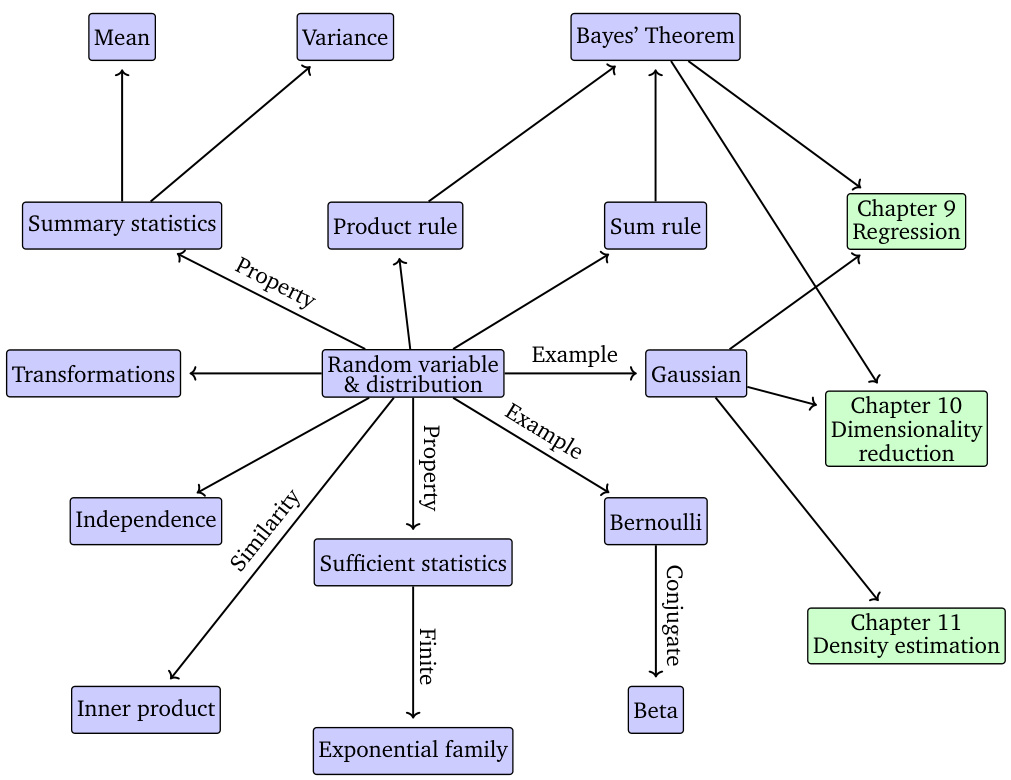 Mean
Variance
Bayes’ Theorem
Summary statistics
Product rule
Sum rule
Chapter 9
Regression
Property
Transformations
Random variable
& distribution
Example
Gaussian
Chapter 10
Dimensionality
reduction
Property
Example
Independence
Similarity
Sufficient statistics
Bernoulli
Finite
Conjugate
Chapter 11
Density estimation
Inner product
Exponential family
Beta